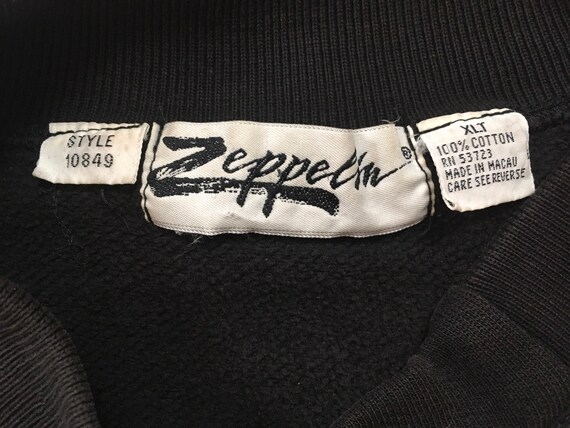 STYLE
10849
Zeppelin®
XLT
100% COTTON
RN 53723
MADE IN MACAU
CARE SEE REVERSE